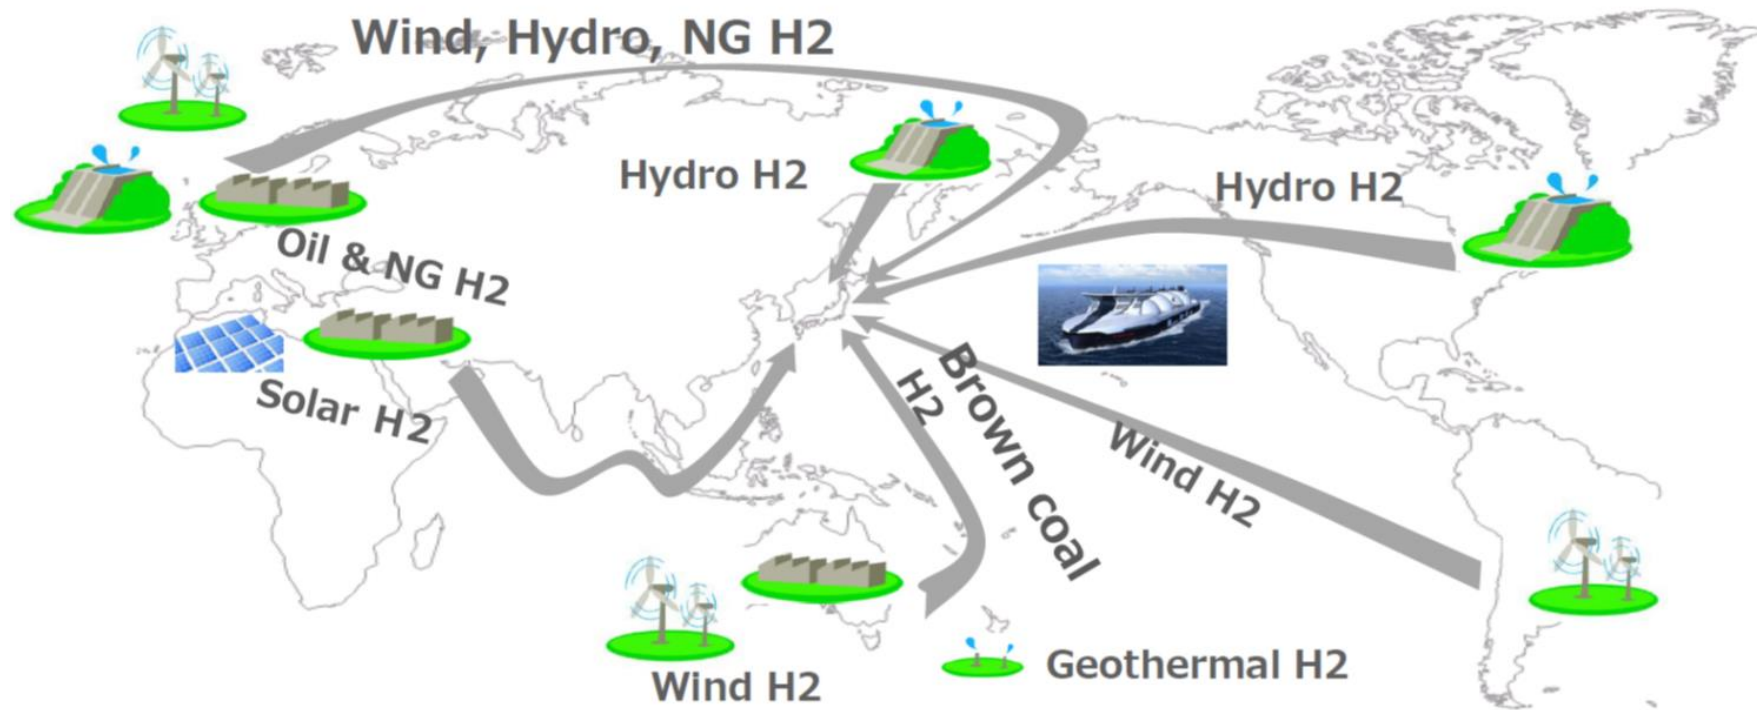 Wind, Hydro, NG H2
Hydro H2
Hydro H2
Oil & NG H2
Solar H2
Brown coal
H2
Wind H2
Wind H2
Geothermal H2